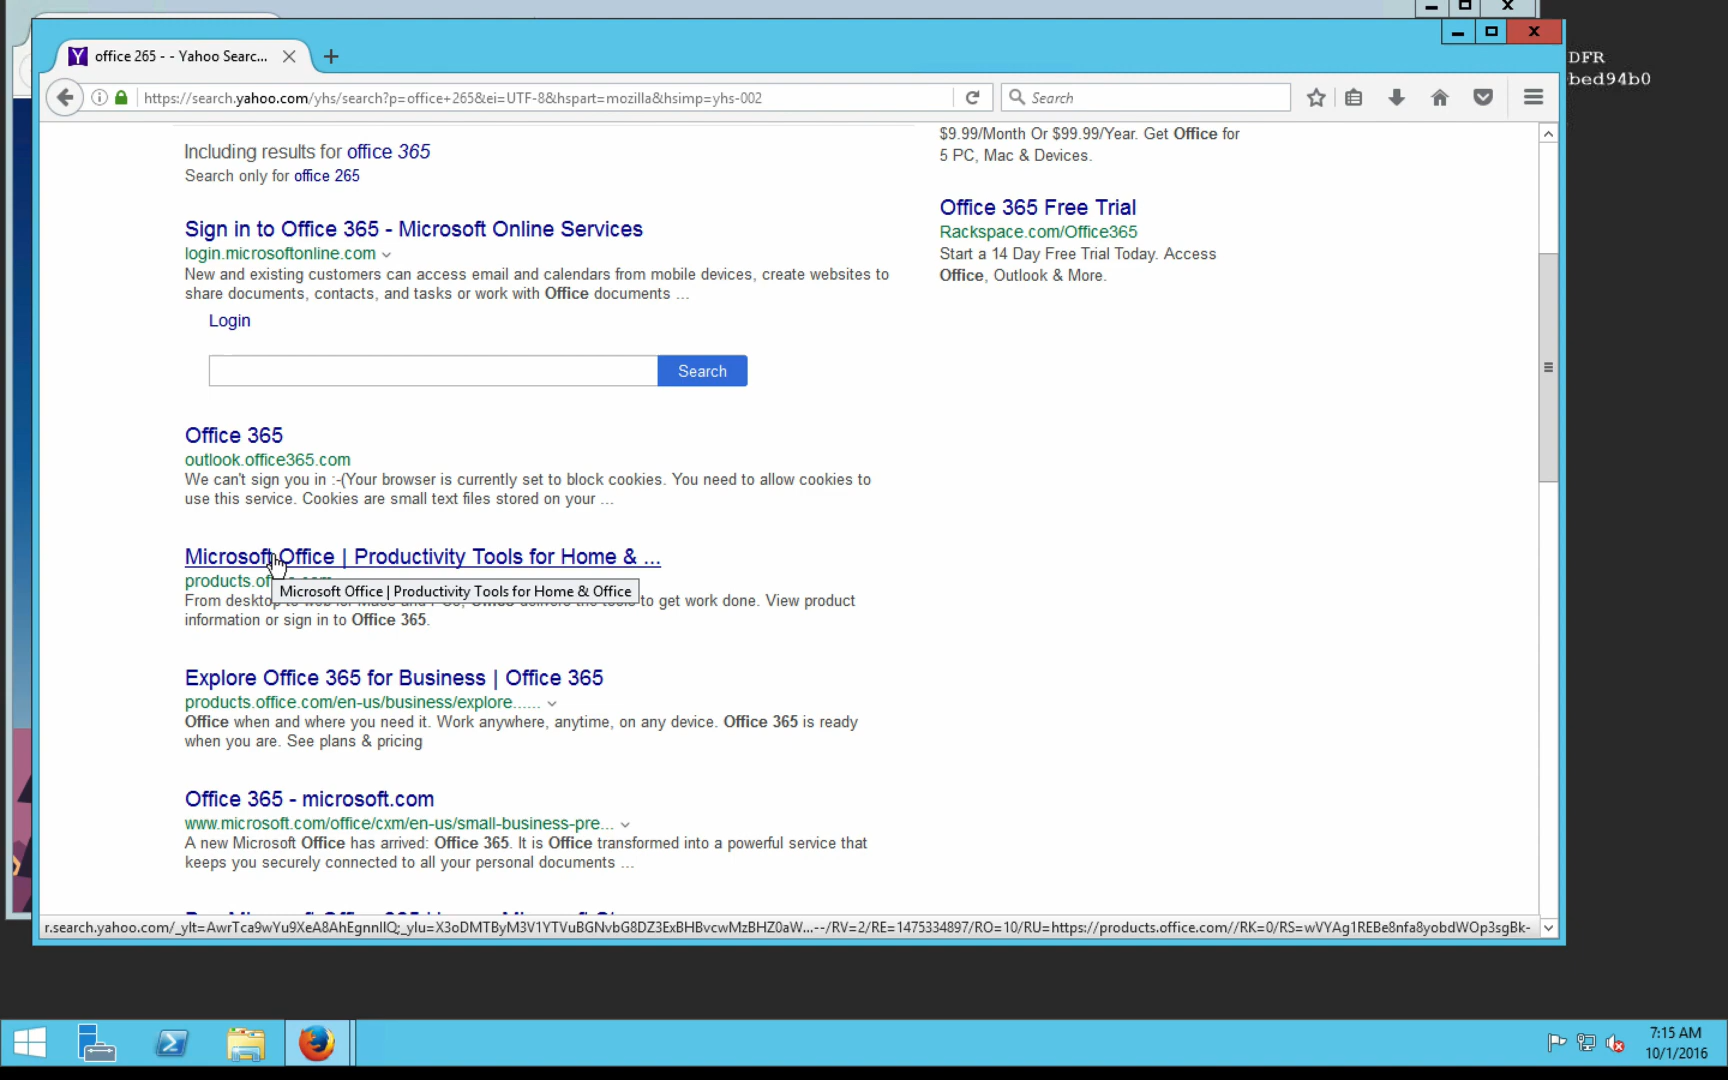 DFR
bed94b0
office 265 - - Yahoo Searc...
https://search.yahoo.com/yhs/search?p=office+265&ei=UTF-8&hspart=mozilla&hsimp=yhs-002
Search
Including results for office 365
Search only for office 265
Sign in to Office 365 - Microsoft Online Services
login.microsoftonline.com
New and existing customers can access email and calendars from mobile devices, create websites to
share documents, contacts, and tasks or work with Office documents ...
Login
Search
Office 365
outlook.office365.com
We can't sign you in :-(Your browser is currently set to block cookies. You need to allow cookies to
use this service. Cookies are small text files stored on your ...
Microsoft Office | Productivity Tools for Home & ...
products.of
Microsoft Office | Productivity Tools for Home & Office
From desktop to get work done. View product
information or sign in to Office 365.
Explore Office 365 for Business | Office 365
products.office.com/en-us/business/explore......
Office when and where you need it. Work anywhere, anytime, on any device. Office 365 is ready
when you are. See plans & pricing
Office 365 - microsoft.com
www.microsoft.com/office/cxm/en-us/small-business-pre...
A new Microsoft Office has arrived: Office 365. It is Office transformed into a powerful service that
keeps you securely connected to all your personal documents ...
$9.99/Month Or $99.99/Year. Get Office for
5 PC, Mac & Devices.
Office 365 Free Trial
Rackspace.com/Office365
Start a 14 Day Free Trial Today. Access
Office, Outlook & More.
r.search.yahoo.com/_ylt=AwrTca9wYu9XeA8AhEgnnIlQ;_ylu=X3oDMTByM3V1YTVuBGNvbG8DZ3ExBHBvcwMzBHZ0aW...--/RV=2/RE=1475334897/RO=10/RU=https://products.office.com//RK=0/RS=wVYAg1REBe8nfa8yobdWOp3sgBk-
7:15 AM
10/1/2016